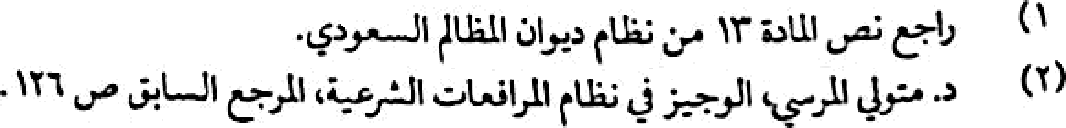 ١) راجع نص المادة ١٣ من نظام ديوان المظالم السعودي.
(٢) د. متولي المرسي، الوجيز في نظام المرافعات الشرعية، المرجع السابق ص ١٢٦.